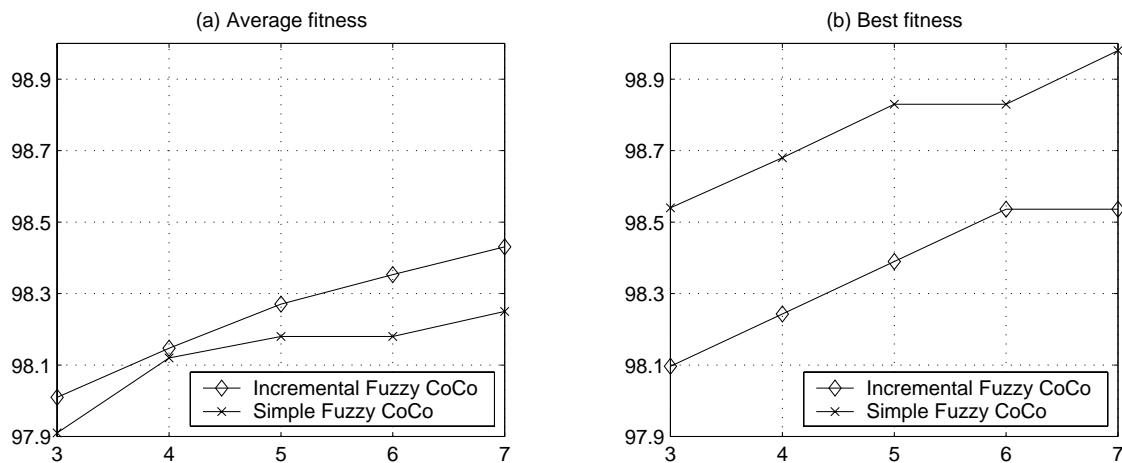 (a) Average fitness
98.9
98.7
98.5
98.3
98.1
97.9
3 4 5 6 7
Incremental Fuzzy CoCo
Simple Fuzzy CoCo
(b) Best fitness
98.9
98.7
98.5
98.3
98.1
97.9
3 4 5 6 7
Incremental Fuzzy CoCo
Simple Fuzzy CoCo